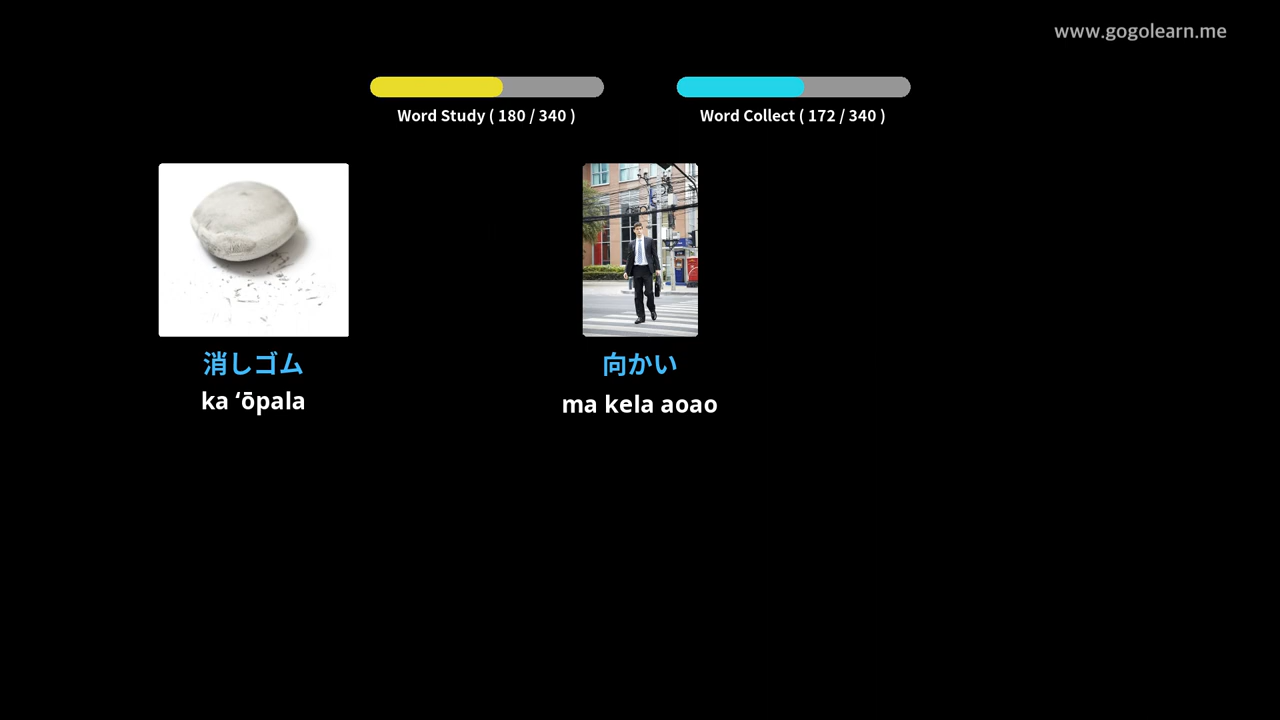 www.gogolearn.me
Word Study ( 180 / 340 )
Word Collect ( 172 / 340 )
消しゴム
ka ʻōpala
向かい
ma kela aoao